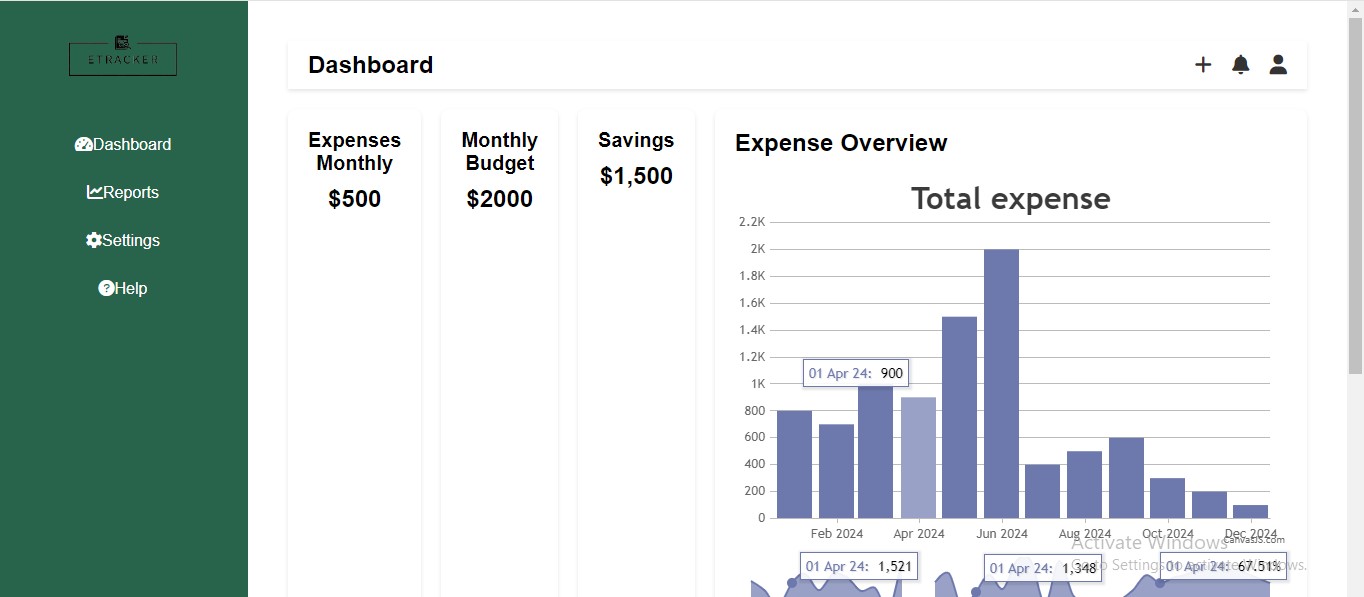 ETRACKER
Dashboard
Reports
Settings
Help
Dashboard
Expenses
Monthly
$500
Monthly
Budget
$2000
Savings
$1,500
Expense Overview
Total expense
2.2K
2K
1.8K
1.6K
1.4K
1.2K
1K
800
600
400
200
0
01 Apr 24: 900
Feb 2024 Apr 2024 Jun 2024 Aug 2024 Oct 2024 Dec 2024
CanvasJS.com
Activate Windows
Go to Settings to activate Windows.
01 Apr 24: 1,521
01 Apr 24: 1,348
01 Apr 24: 67.51%